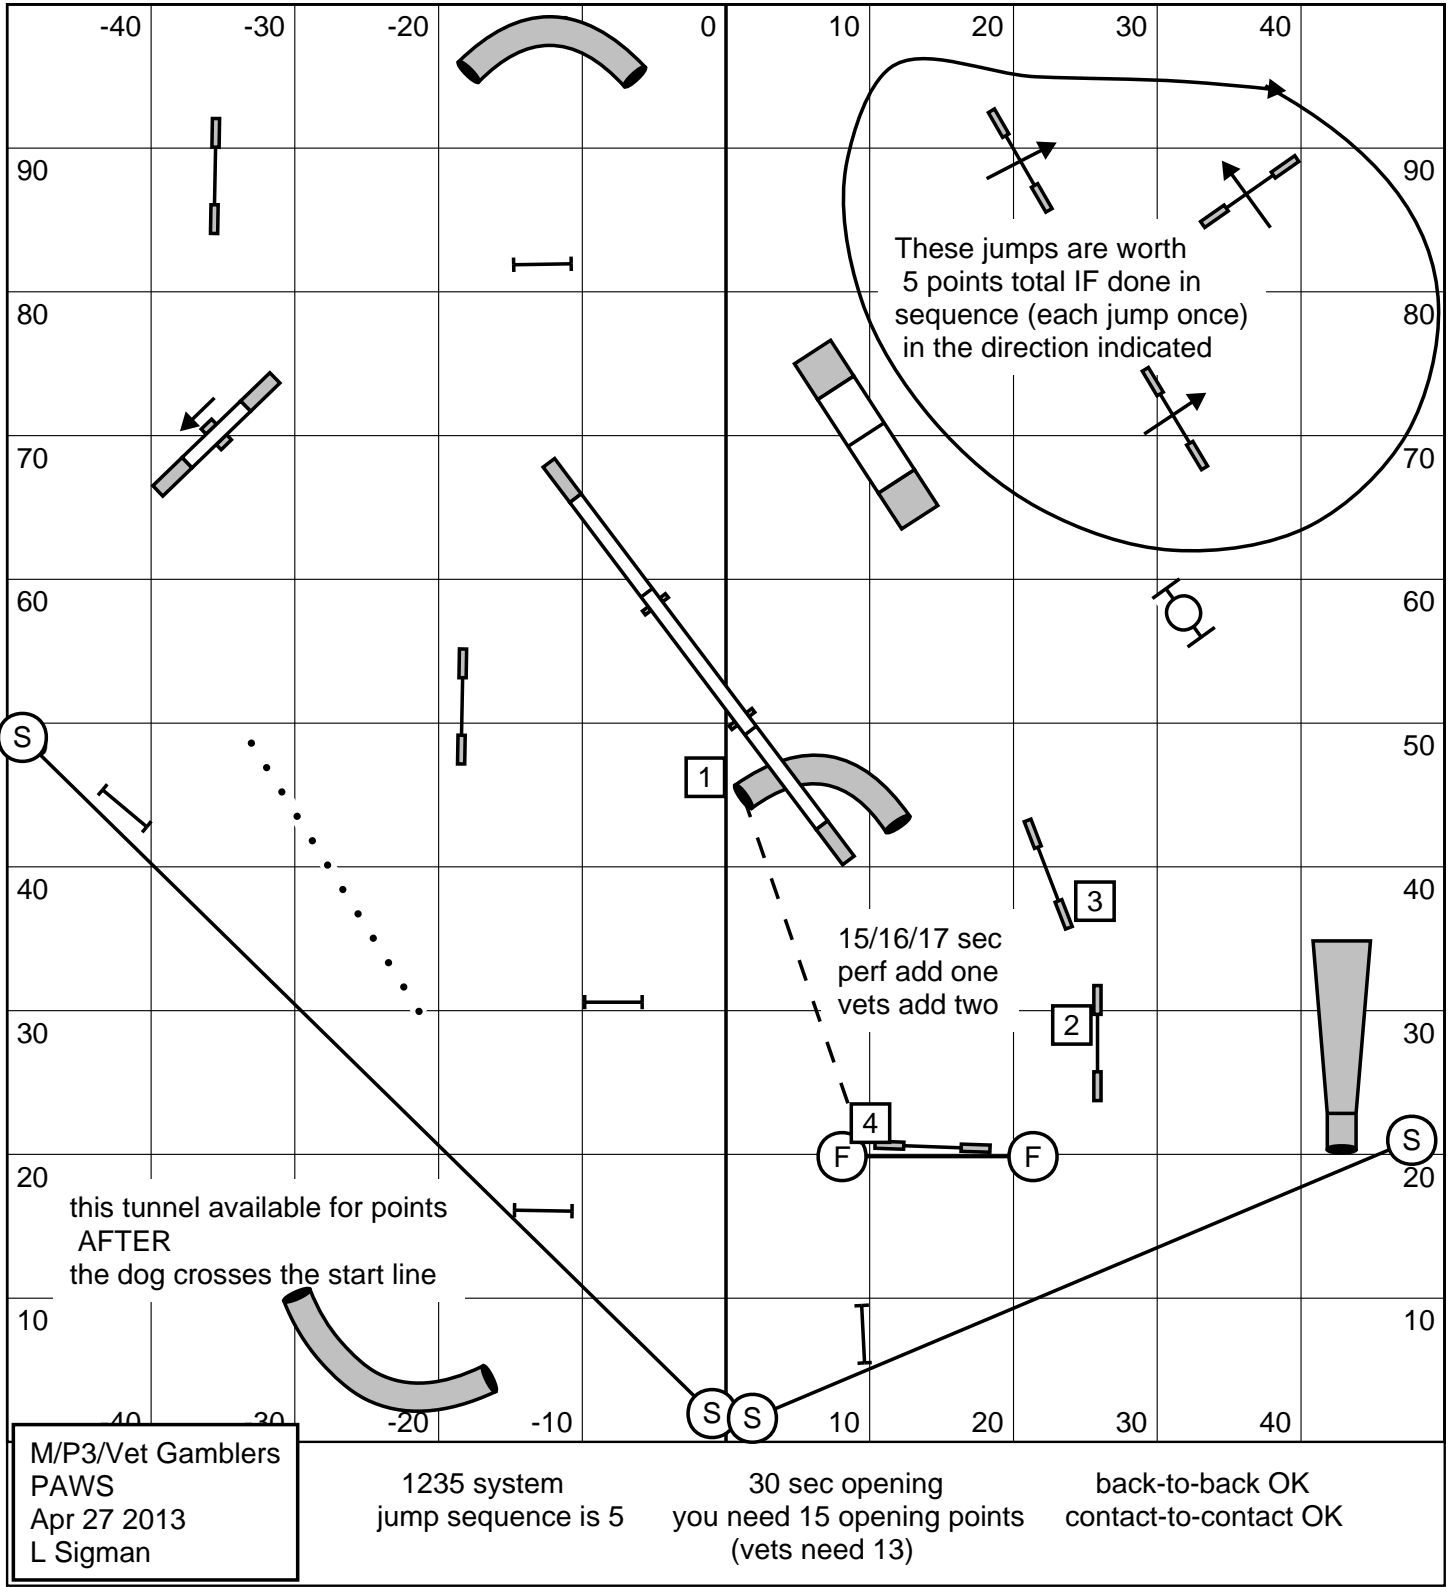 -40 -30 -20 0 10 20 30 40
90 90
These jumps are worth
5 points total IF done in
sequence (each jump once)
in the direction indicated
80 80
70 70
60 60
S
1
50 50
40 40
3
15/16/17 sec
perf add one
vets add two
2
30 30
4
F F S
20 20
this tunnel available for points
AFTER
the dog crosses the start line
10 10
S S
-40 -30 -20 -10 10 20 30 40
M/P3/Vet Gamblers
PAWS
Apr 27 2013
L Sigman
1235 system
jump sequence is 5
30 sec opening
you need 15 opening points
(vets need 13)
back-to-back OK
contact-to-contact OK